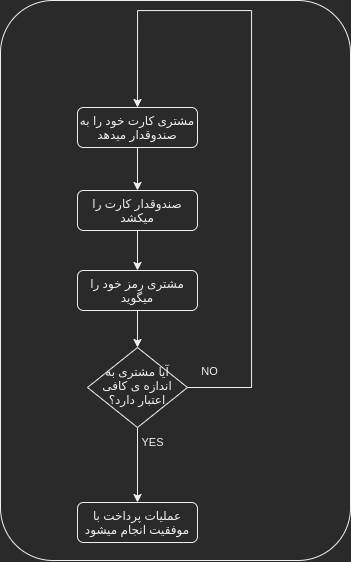 مشتری کارت خود را به
صندوقدار میدهد
صندوقدار کارت را
میکشد
مشتری رمز خود را
میگوید
آیا مشتری به
اندازه ی کافی
اعتبار دارد؟
NO
YES
عملیات پرداخت با
موفقیت انجام میشود